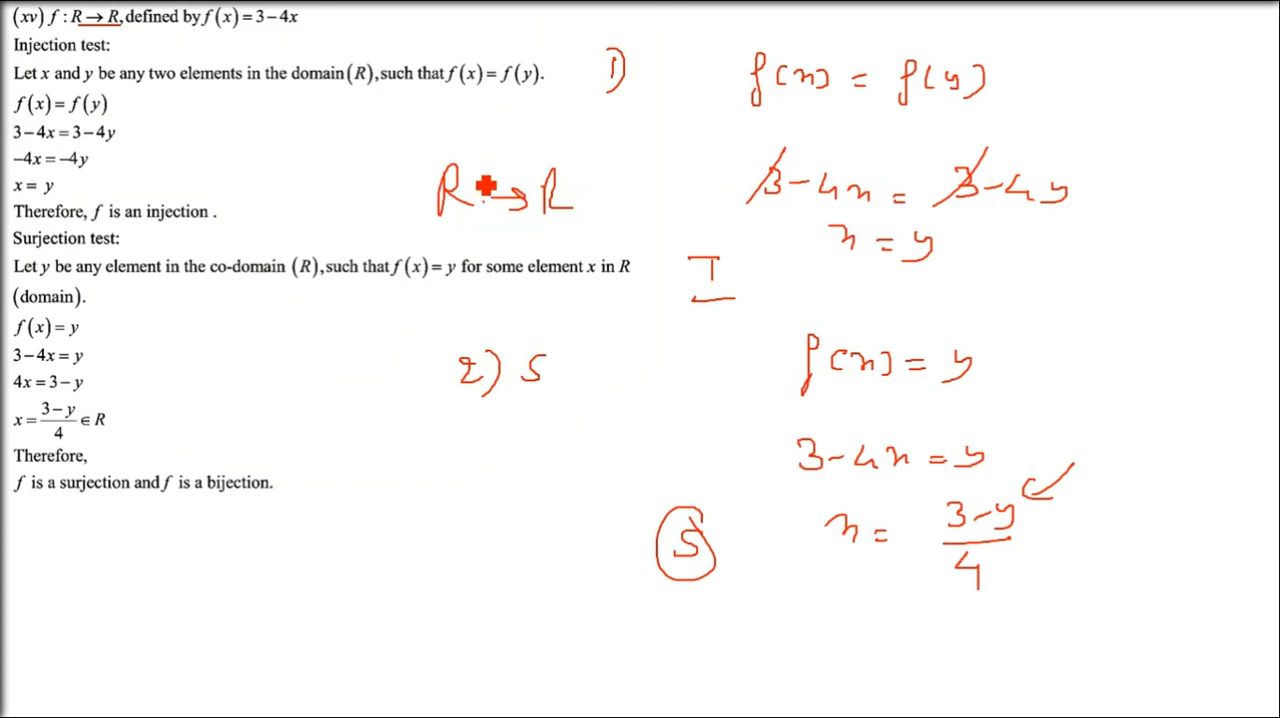 (xv) f : R → R, defined by f(x) = 3 – 4x
Injection test:
Let x and y be any two elements in the domain (R), such that f(x) = f(y).
f(x) = f(y)
3 – 4x = 3 – 4y
–4x = –4y
x = y
Therefore, f is an injection .
Surjection test:
Let y be any element in the co-domain (R), such that f(x) = y for some element x in R
(domain).
f(x) = y
3 – 4x = y
4x = 3 – y
x = (3 – y)/4 ∈ R
Therefore,
f is a surjection and f is a bijection.
R → R
2) S
1) f(x) = f(y)
3 – 4x = 3 – 4y
x = y
I
f(x) = y
3 – 4x = y
x = (3 – y)/4
S